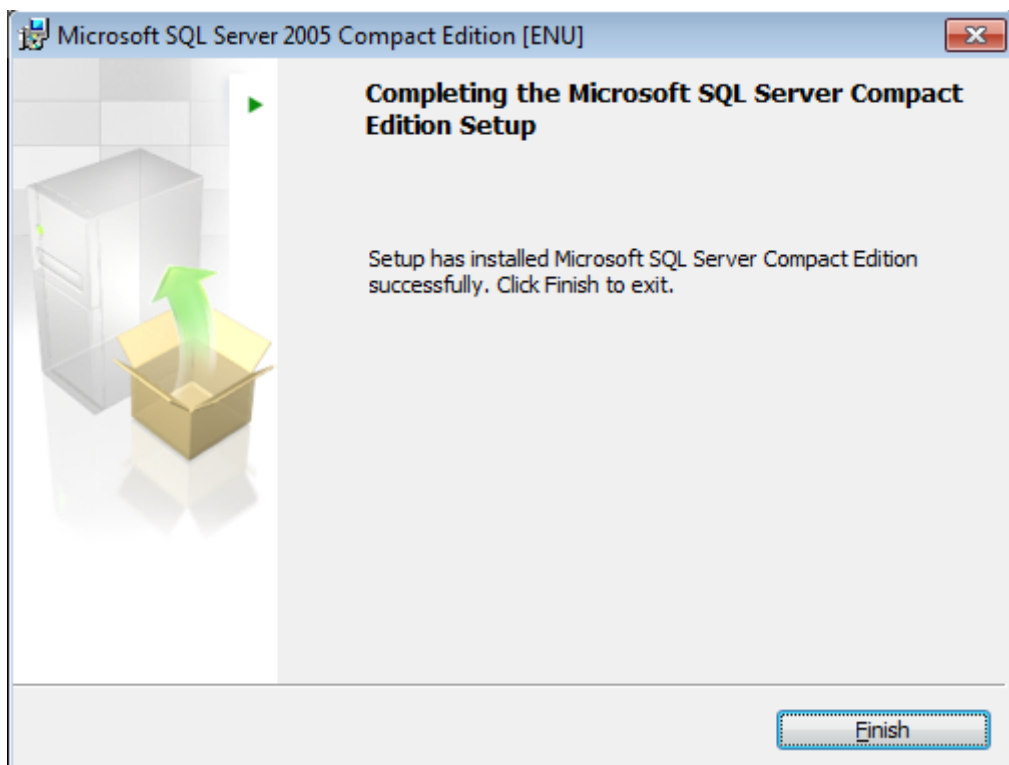 Microsoft SQL Server 2005 Compact Edition [ENU]
Completing the Microsoft SQL Server Compact
Edition Setup
Setup has installed Microsoft SQL Server Compact Edition
successfully. Click Finish to exit.
Finish